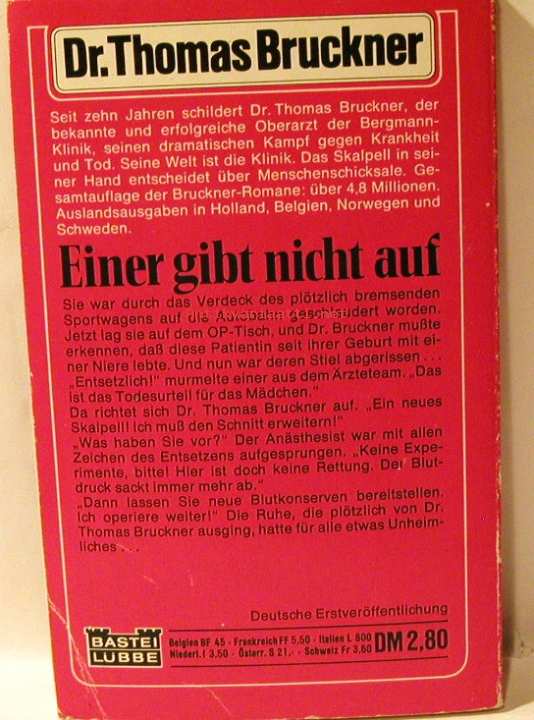 Dr. Thomas Bruckner
Seit zehn Jahren schildert Dr. Thomas Bruckner, der
bekannte und erfolgreiche Oberarzt der Bergmann-
Klinik, seinen dramatischen Kampf gegen Krankheit
und Tod. Seine Welt ist die Klinik. Das Skalpell in sei-
ner Hand entscheidet über Menschenschicksale. Ge-
samtauflage der Bruckner-Romane: über 4,8 Millionen.
Auslandsausgaben in Holland, Belgien, Norwegen und
Schweden.
Einer gibt nicht auf
Sie war durch das Verdeck des plötzlich bremsenden
Sportwagens auf die Autobahn geschleudert worden.
Jetzt lag sie auf dem OP-Tisch, und Dr. Bruckner mußte
erkennen, daß diese Patientin seit ihrer Geburt mit ei-
ner Niere lebte. Und nun war deren Stiel abgerissen . . .
„Entsetzlich!" murmelte einer aus dem Ärzteteam. „Das
ist das Todesurteil für das Mädchen."
Da richtet sich Dr. Thomas Bruckner auf. „Ein neues
Skalpell! Ich muß den Schnitt erweitern!"
„Was haben Sie vor?" Der Anästhesist war mit allen
Zeichen des Entsetzens aufgesprungen. „Keine Expe-
rimente, bitte! Hier ist doch keine Rettung. Der Blut-
druck sackt immer mehr ab."
„Dann lassen Sie neue Blutkonserven bereitstellen.
Ich operiere weiter!" Die Ruhe, die plötzlich von Dr.
Thomas Bruckner ausging, hatte für alle etwas Unheim-
liches . . .
Deutsche Erstveröffentlichung
BASTEI
LÜBBE
Belgien BF 45 · Frankreich FF 5,50 · Italien L 800
Niederl. f 3,50 · Österr. S 21,- · Schweiz Fr 3,60
DM 2,80